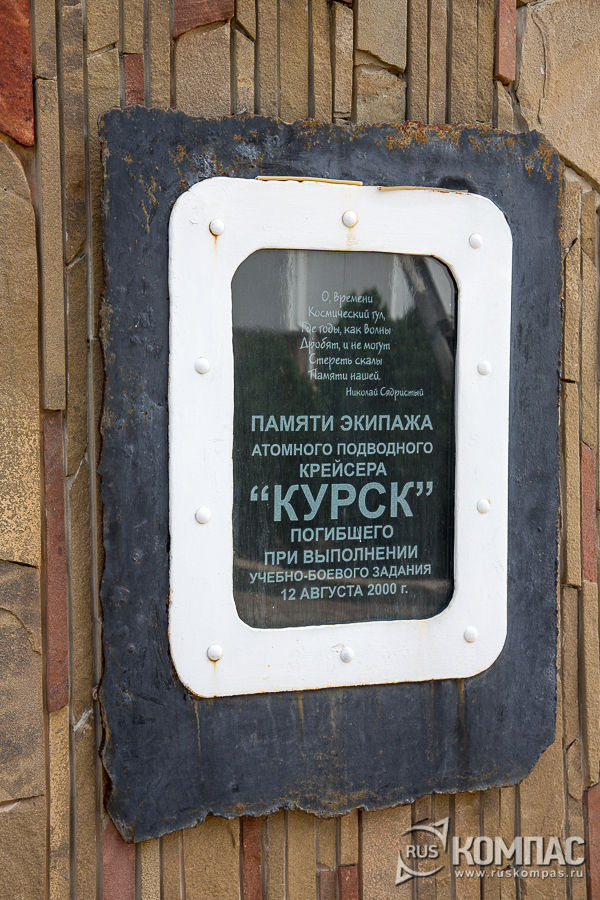 О, времени
Космический гул,
Где годы, как волны
Дробят, и не могут
Стереть скалы
Памяти нашей.
Николай Сядристый
ПАМЯТИ ЭКИПАЖА
АТОМНОГО ПОДВОДНОГО
КРЕЙСЕРА
“КУРСК”
ПОГИБШЕГО
ПРИ ВЫПОЛНЕНИИ
УЧЕБНО-БОЕВОГО ЗАДАНИЯ
12 АВГУСТА 2000 г.
RUS КОМПАС
www.ruskompas.ru